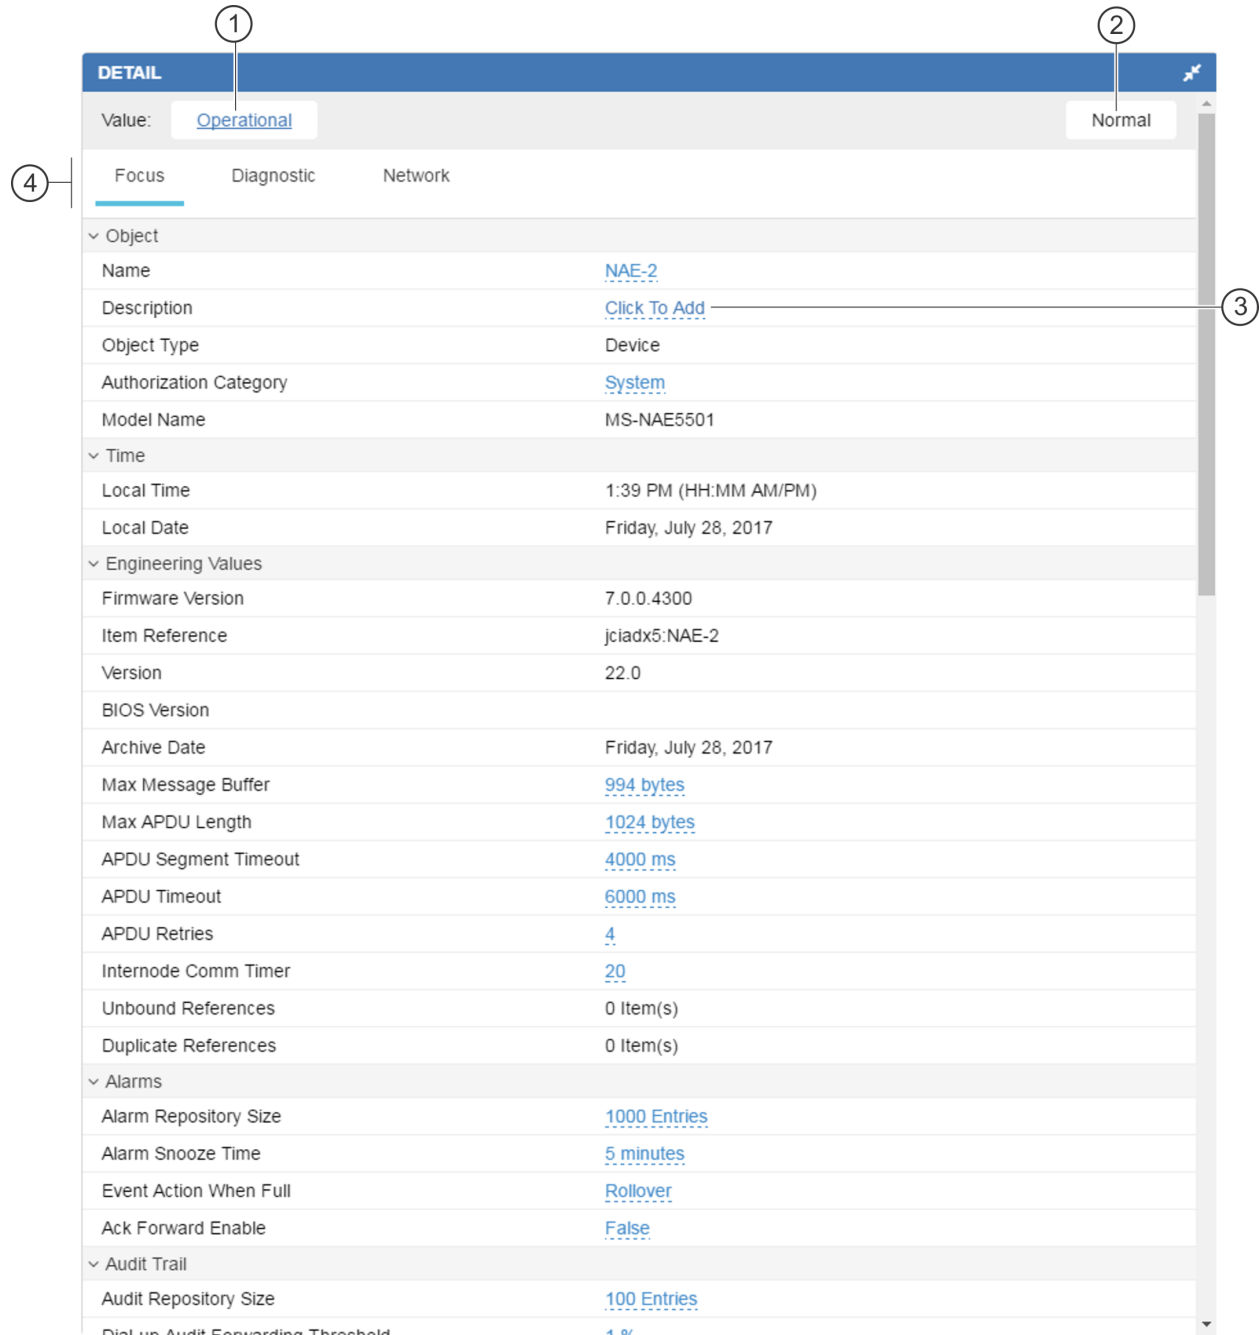 1
2
DETAIL
Value: Operational Normal
4
Focus Diagnostic Network
Object
Name NAE-2
Description Click To Add
3
Object Type Device
Authorization Category System
Model Name MS-NAE5501
Time
Local Time 1:39 PM (HH:MM AM/PM)
Local Date Friday, July 28, 2017
Engineering Values
Firmware Version 7.0.0.4300
Item Reference jciadx5:NAE-2
Version 22.0
BIOS Version
Archive Date Friday, July 28, 2017
Max Message Buffer 994 bytes
Max APDU Length 1024 bytes
APDU Segment Timeout 4000 ms
APDU Timeout 6000 ms
APDU Retries 4
Internode Comm Timer 20
Unbound References 0 Item(s)
Duplicate References 0 Item(s)
Alarms
Alarm Repository Size 1000 Entries
Alarm Snooze Time 5 minutes
Event Action When Full Rollover
Ack Forward Enable False
Audit Trail
Audit Repository Size 100 Entries
Dial-up Audit Forwarding Threshold 1 %